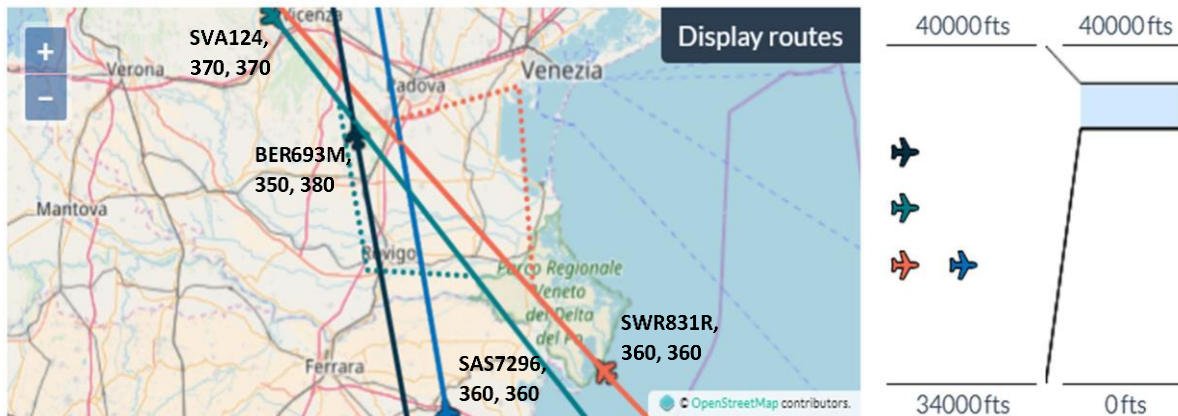 40000fts
40000fts
Vicenza
SVA124,
370, 370
Display routes
+
−
Verona
Padova
Venezia
BER693M,
350, 380
Mantova
Rovigo
Parco Regionale
Veneto
del Delta
del Po
SWR831R,
360, 360
SAS7296,
360, 360
Ferrara
© OpenStreetMap contributors.
34000fts
0fts